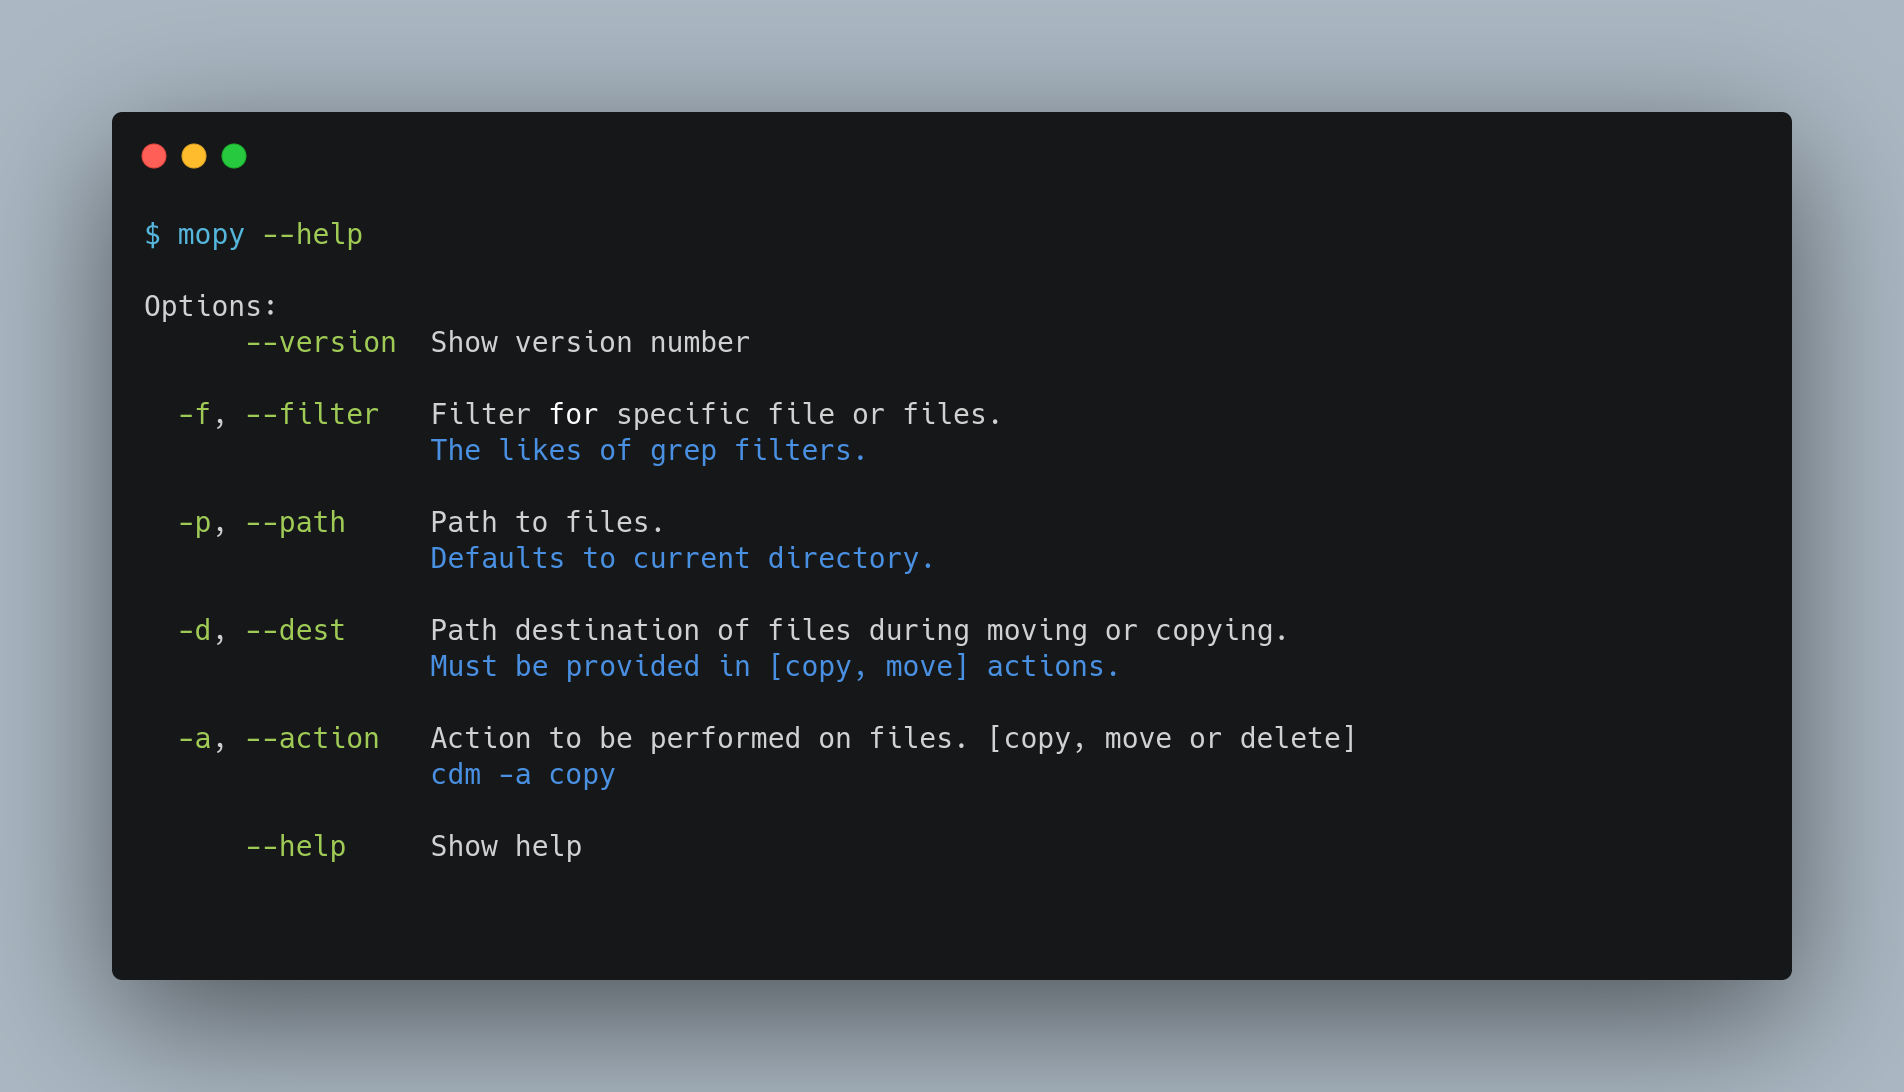 $ mopy --help
Options:
--version  Show version number
-f, --filter   Filter for specific file or files.
The likes of grep filters.
-p, --path     Path to files.
Defaults to current directory.
-d, --dest     Path destination of files during moving or copying.
Must be provided in [copy, move] actions.
-a, --action   Action to be performed on files. [copy, move or delete]
cdm -a copy
--help     Show help